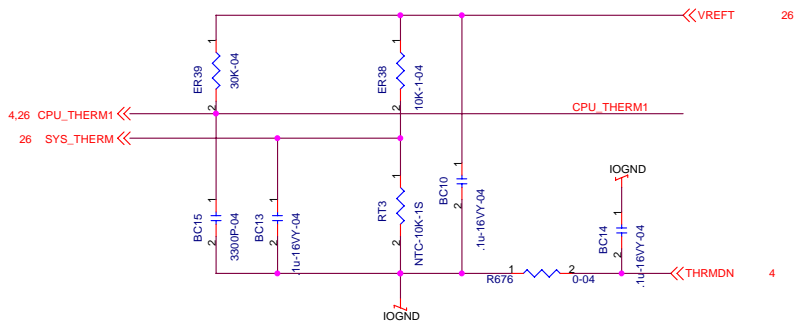 VREFT 26
1
ER39
30K-04
2
1
ER38
10K-1-04
2
4,26 CPU_THERM1
CPU_THERM1
26 SYS_THERM
1
BC10
.1u-16VY-04
2
1
RT3
NTC-10K-1S
2
IOGND
1
BC15
3300P-04
2
1
BC13
.1u-16VY-04
2
1
BC14
.1u-16VY-04
2
1
R676
2
0-04
THRMDN 4
IOGND